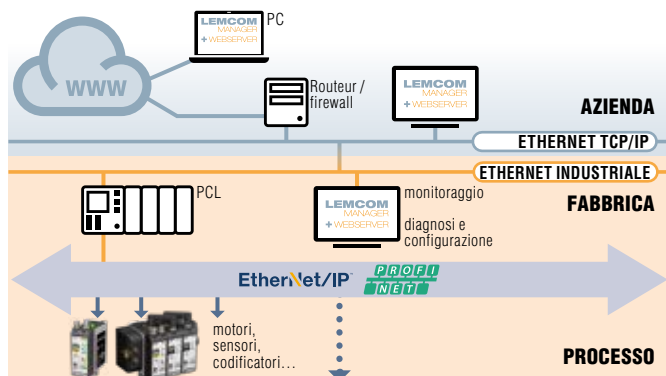 LEMCOM
MANAGER
+ WEBSERVER
PC
WWW
Routeur /
firewall
LEMCOM
MANAGER
+ WEBSERVER
AZIENDA
ETHERNET TCP/IP
ETHERNET INDUSTRIALE
PCL
LEMCOM
MANAGER
+ WEBSERVER
monitoraggio
diagnosi e
configurazione
FABBRICA
EtherNet/IP™
PROFI
NET
motori,
sensori,
codificatori...
PROCESSO